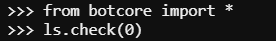 >>> from botcore import *
>>> ls.check(0)